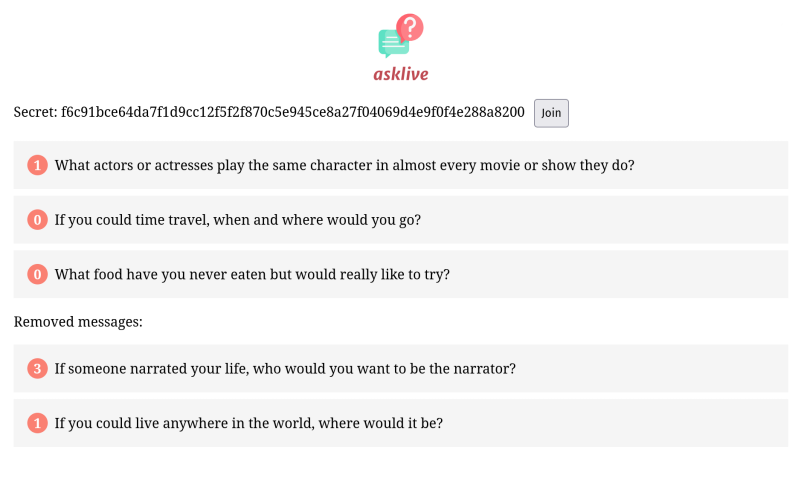 ?
asklive
Secret: f6c91bce64da7f1d9cc12f5f2f870c5e945ce8a27f04069d4e9f0f4e288a8200 Join
1 What actors or actresses play the same character in almost every movie or show they do?
0 If you could time travel, when and where would you go?
0 What food have you never eaten but would really like to try?
Removed messages:
3 If someone narrated your life, who would you want to be the narrator?
1 If you could live anywhere in the world, where would it be?